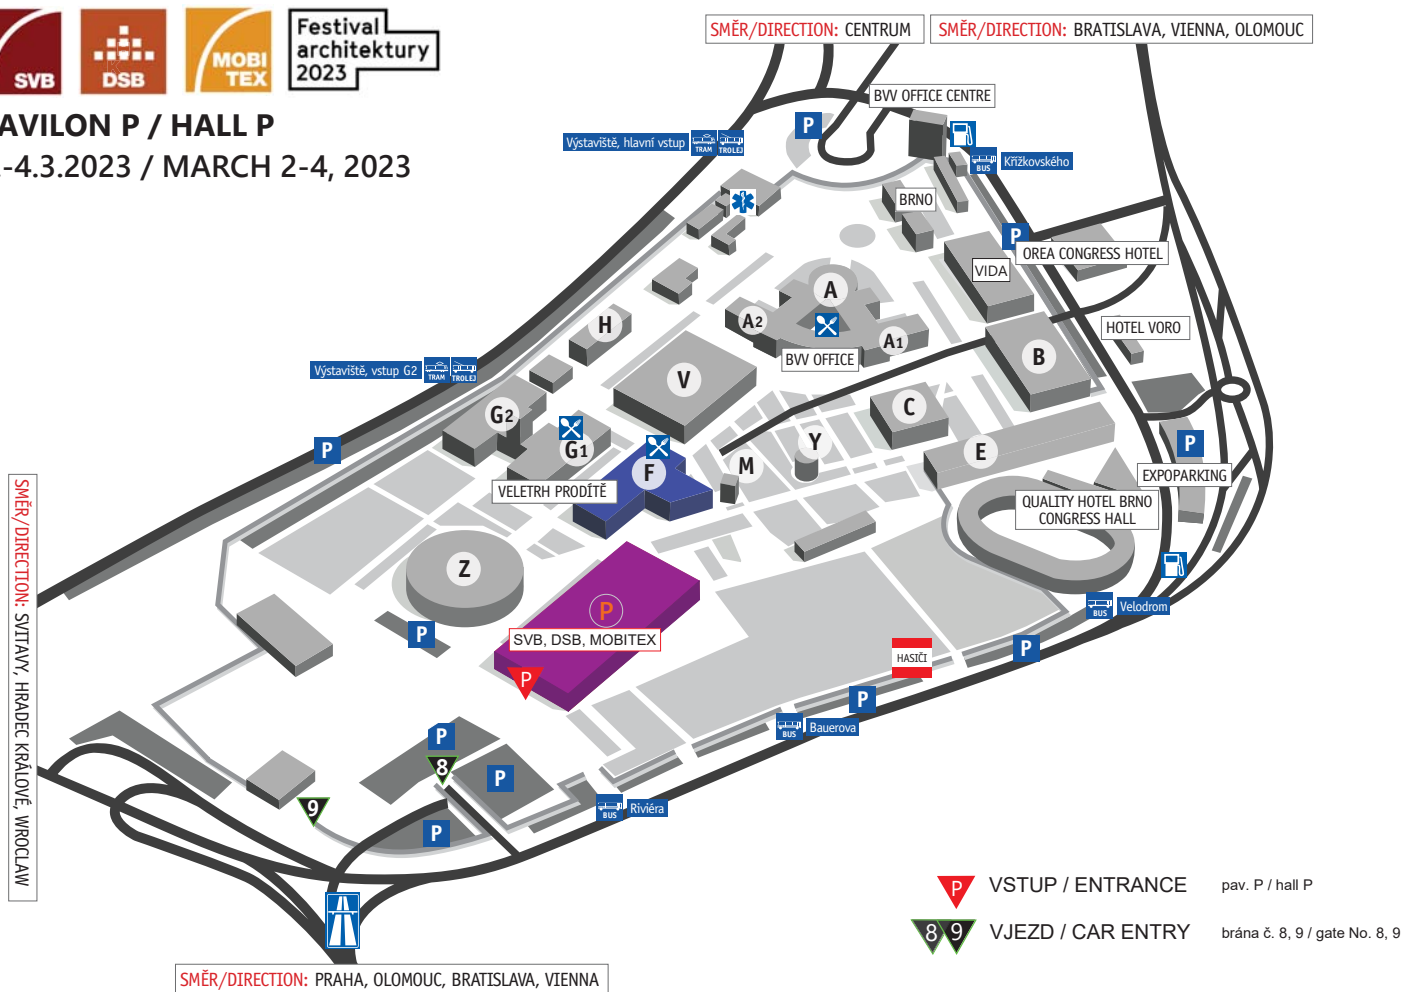 SVB
DSB
MOBI
TEX
Festival
architektury
2023
AVILON P / HALL P
.-4.3.2023 / MARCH 2-4, 2023
SMĚR/DIRECTION: CENTRUM
SMĚR/DIRECTION: BRATISLAVA, VIENNA, OLOMOUC
BVV OFFICE CENTRE
P
Výstaviště, hlavní vstup
TRAM
TROLEJ
BUS
Křížkovského
BRNO
P
OREA CONGRESS HOTEL
VIDA
A
A2
A1
BVV OFFICE
H
HOTEL VORO
B
Výstaviště, vstup G2
TRAM
TROLEJ
V
C
G2
G1
Y
E
P
P
M
F
EXPOPARKING
VELETRH PRODÍTĚ
QUALITY HOTEL BRNO
CONGRESS HALL
Z
P
SVB, DSB, MOBITEX
BUS
Velodrom
P
P
HASIČI
P
P
P
BUS
Bauerova
P
8
P
9
BUS
Riviéra
P
SMĚR/DIRECTION: SVITAVY, HRADEC KRÁLOVÉ, WROCLAW
P
VSTUP / ENTRANCE
pav. P / hall P
8
9
VJEZD / CAR ENTRY
brána č. 8, 9 / gate No. 8, 9
SMĚR/DIRECTION: PRAHA, OLOMOUC, BRATISLAVA, VIENNA